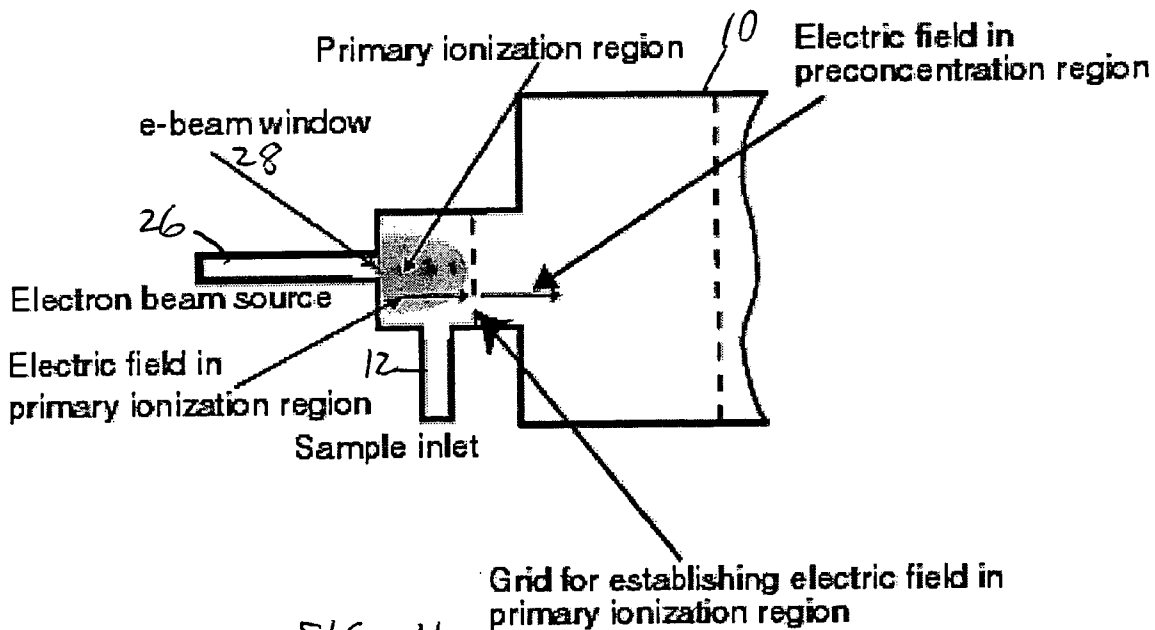 Primary ionization region
10
Electric field in
preconcentration region
e-beam window
28
26
Electron beam source
Electric field in
primary ionization region
12
Sample inlet
Grid for establishing electric field in
primary ionization region